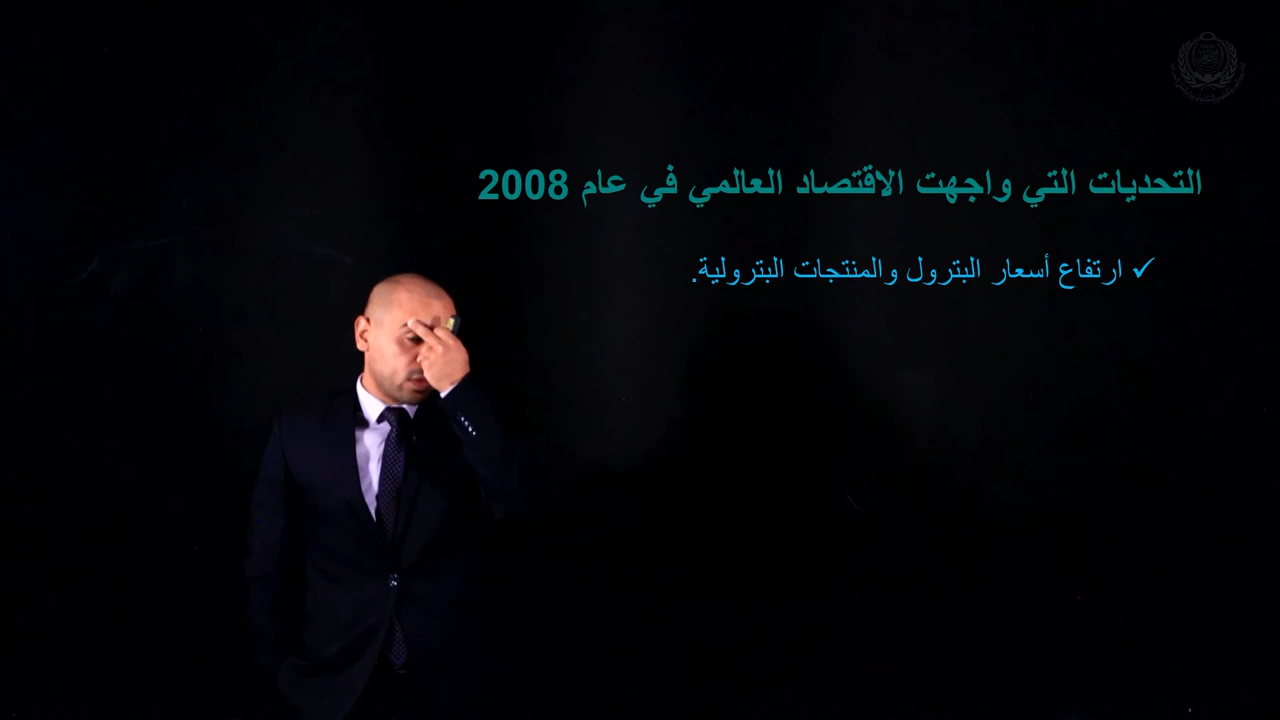 التحديات التي واجهت الاقتصاد العالمي في عام 2008
✓ ارتفاع أسعار البترول والمنتجات البترولية.